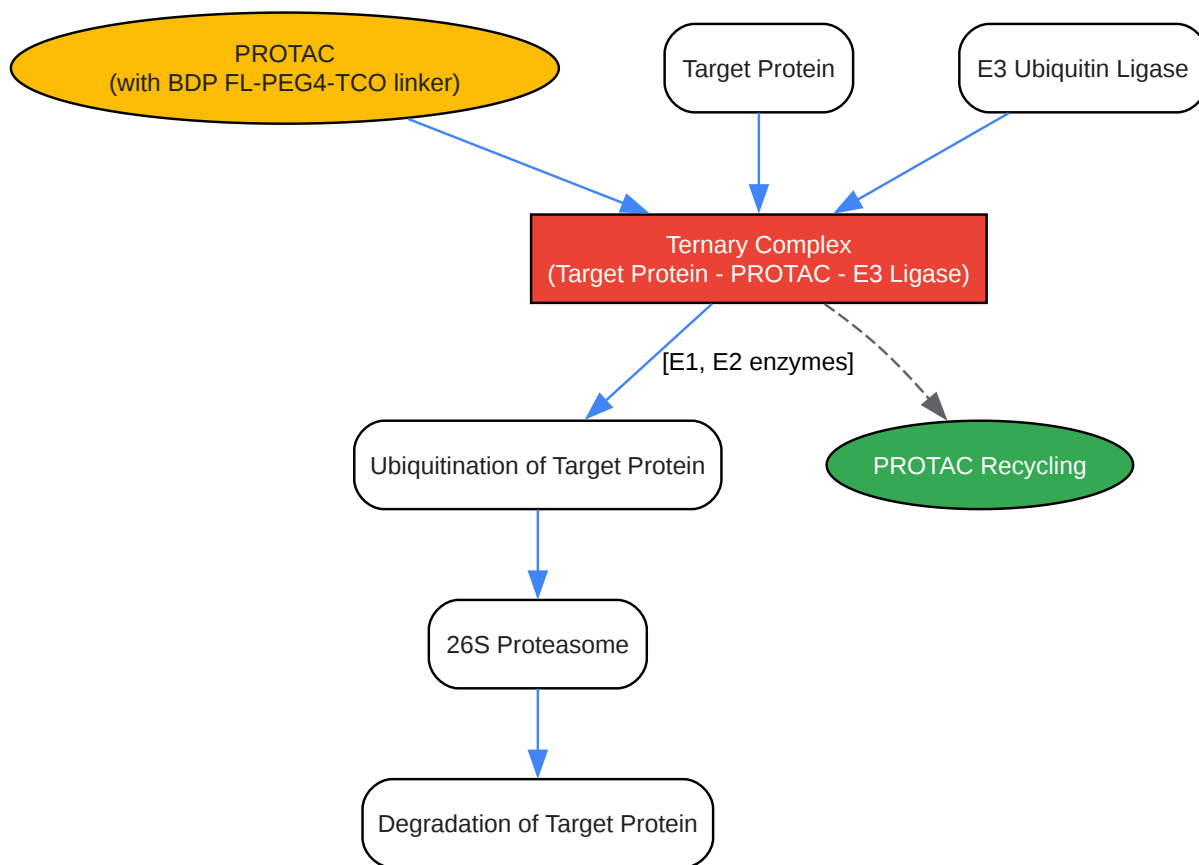 PROTAC
(with BDP FL-PEG4-TCO linker)
Target Protein
E3 Ubiquitin Ligase
Ternary Complex
(Target Protein - PROTAC - E3 Ligase)
[E1, E2 enzymes]
Ubiquitination of Target Protein
PROTAC Recycling
26S Proteasome
Degradation of Target Protein